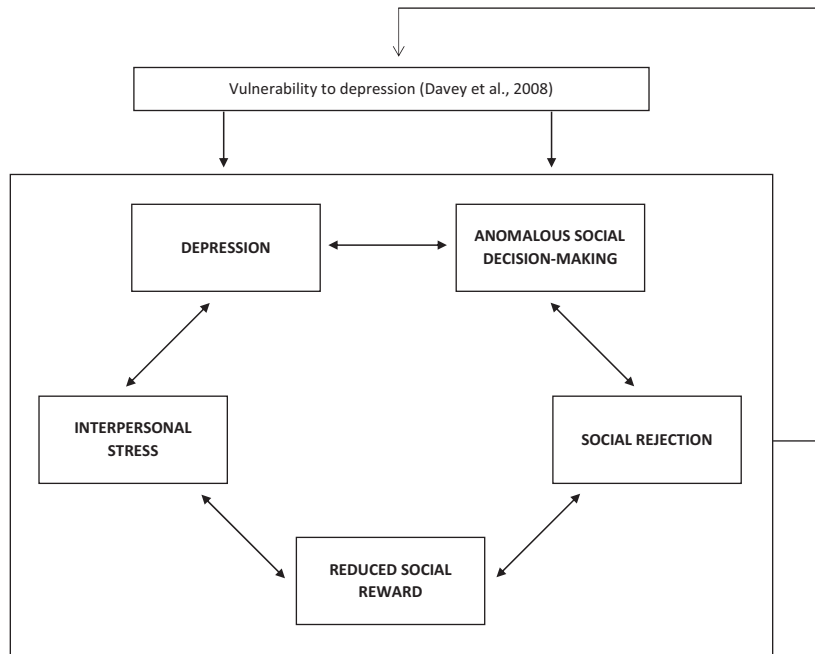 Vulnerability to depression (Davey et al., 2008)
DEPRESSION
ANOMALOUS SOCIAL
DECISION-MAKING
INTERPERSONAL
STRESS
SOCIAL REJECTION
REDUCED SOCIAL
REWARD